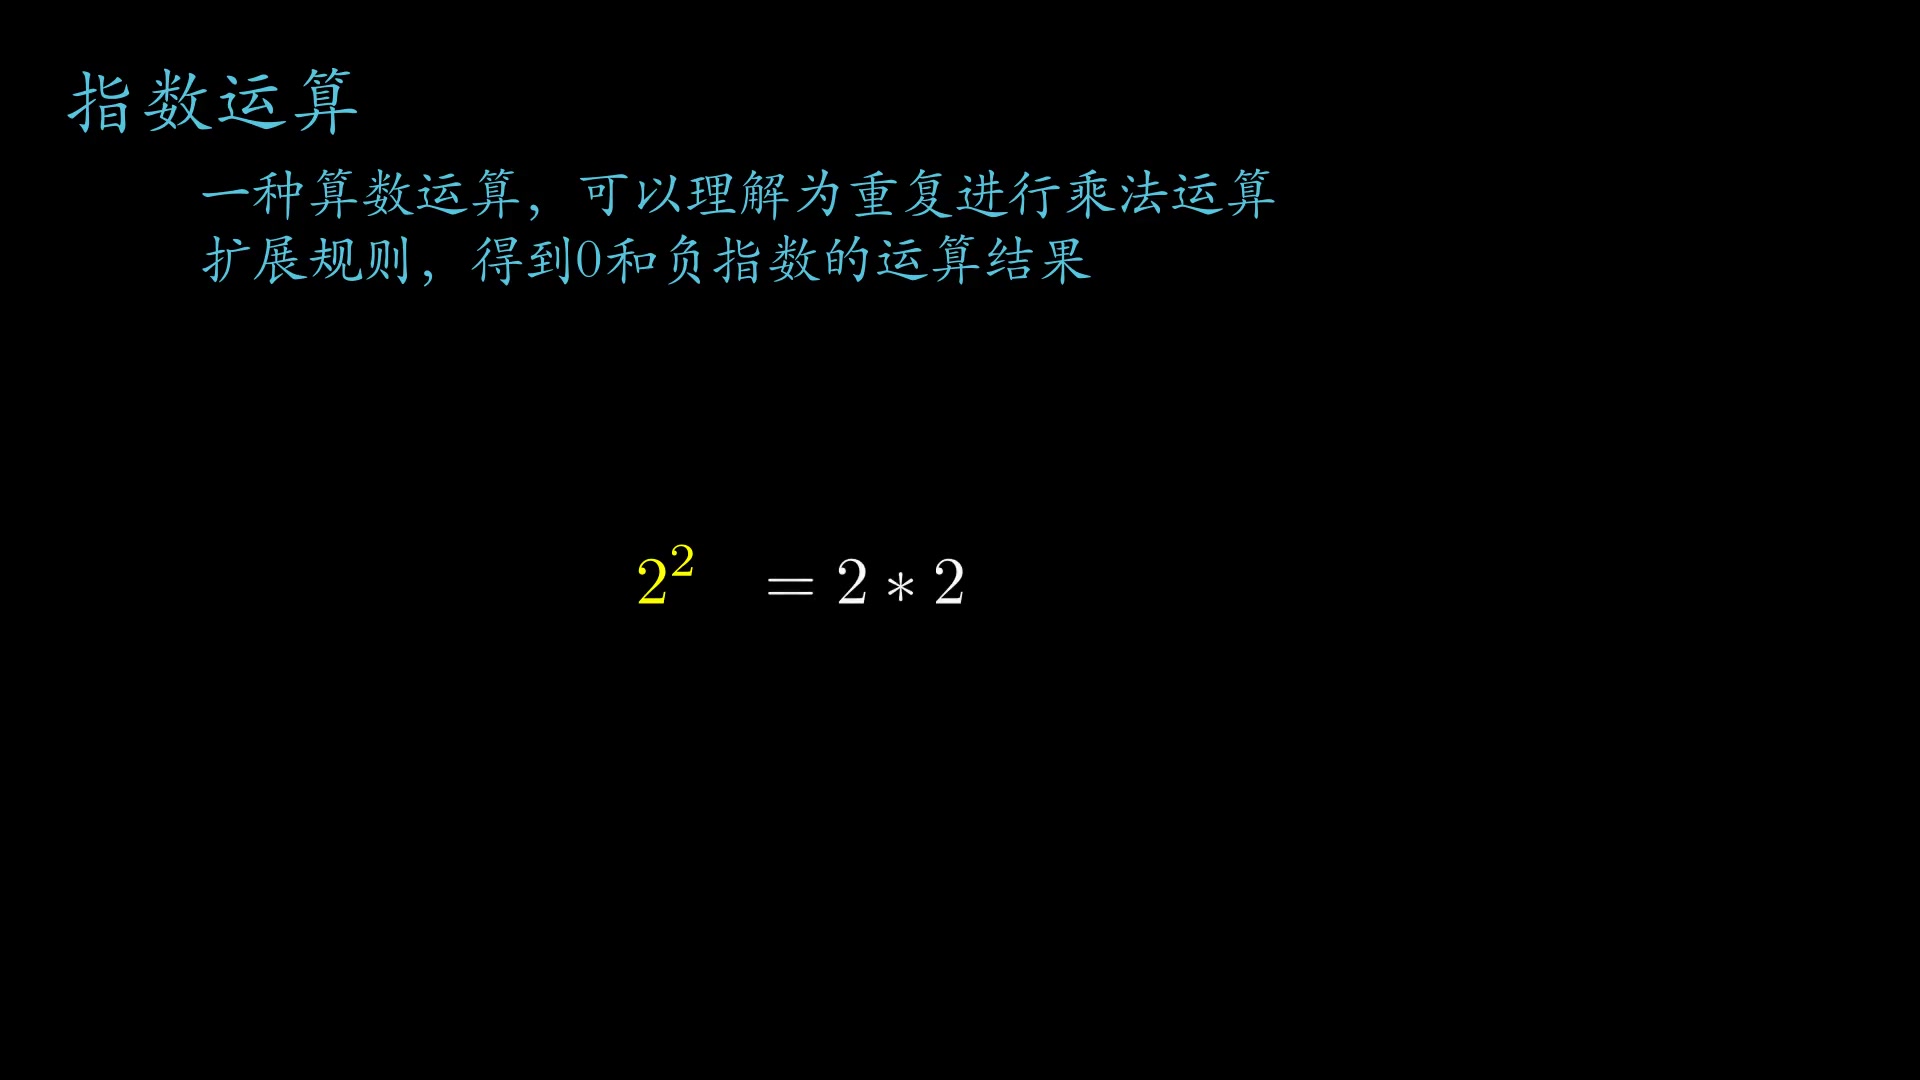 指数运算
一种算数运算，可以理解为重复进行乘法运算
扩展规则，得到0和负指数的运算结果
2² = 2 * 2